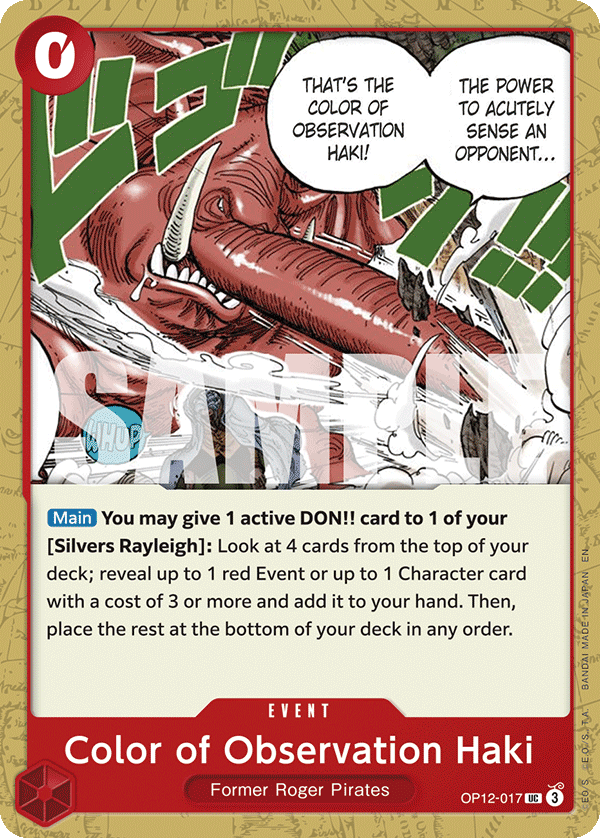 0
THAT'S THE
COLOR OF
OBSERVATION
HAKI!
THE POWER
TO ACUTELY
SENSE AN
OPPONENT...
ビゴオッ!!!
SAMPLE
WHUP
Main You may give 1 active DON!! card to 1 of your
[Silvers Rayleigh]: Look at 4 cards from the top of your
deck; reveal up to 1 red Event or up to 1 Character card
with a cost of 3 or more and add it to your hand. Then,
place the rest at the bottom of your deck in any order.
EVENT
Color of Observation Haki
Former Roger Pirates
OP12-017 UC 3
©E.O./S. ©E.O./S.,T.A. BANDAI MADE IN JAPAN EN